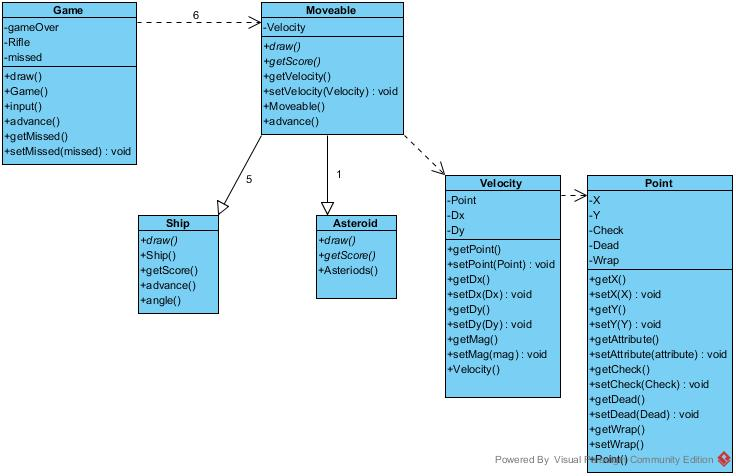 Game
-gameOver
-Rifle
-missed
+draw()
+Game()
+input()
+advance()
+getMissed()
+setMissed(missed) : void
6
Moveable
-Velocity
+draw()
+getScore()
+getVelocity()
+setVelocity(Velocity) : void
+Moveable()
+advance()
5
1
Ship
+draw()
+Ship()
+getScore()
+advance()
+angle()
Asteroid
+draw()
+getScore()
+Asteriods()
Velocity
-Point
-Dx
-Dy
+getPoint()
+setPoint(Point) : void
+getDx()
+setDx(Dx) : void
+getDy()
+setDy(Dy) : void
+getMag()
+setMag(mag) : void
+Velocity()
Point
-X
-Y
-Check
-Dead
-Wrap
+getX()
+setX(X) : void
+getY()
+setY(Y) : void
+getAttribute()
+setAttribute(attribute) : void
+getCheck()
+setCheck(Check) : void
+getDead()
+setDead(Dead) : void
+getWrap()
+setWrap()
+Point()
Powered By Visual Paradigm Community Edition